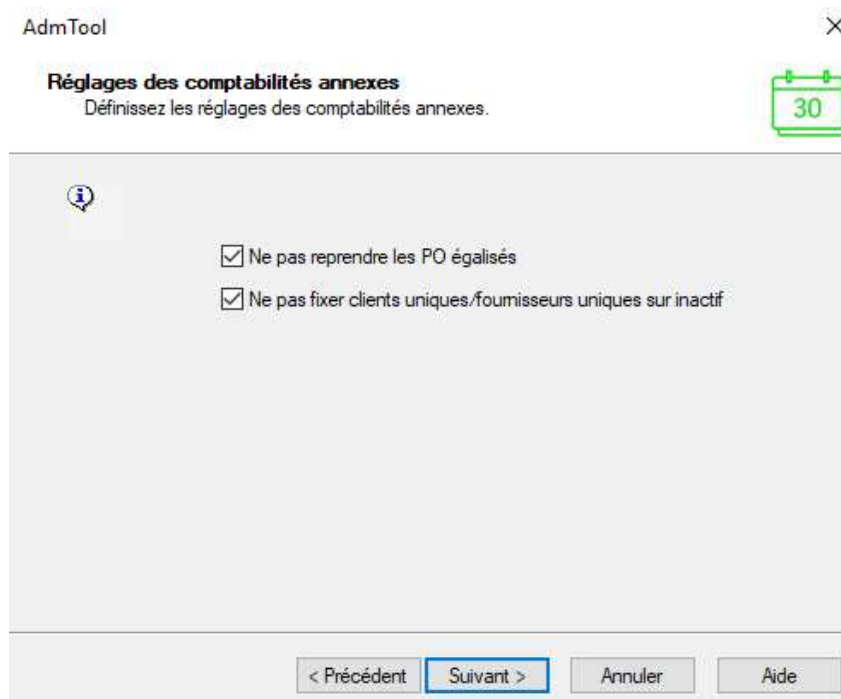 AdmTool
Réglages des comptabilités annexes
Définissez les réglages des comptabilités annexes.
30
Ne pas reprendre les PO égalisés
Ne pas fixer clients uniques/fournisseurs uniques sur inactif
< Précédent
Suivant >
Annuler
Aide